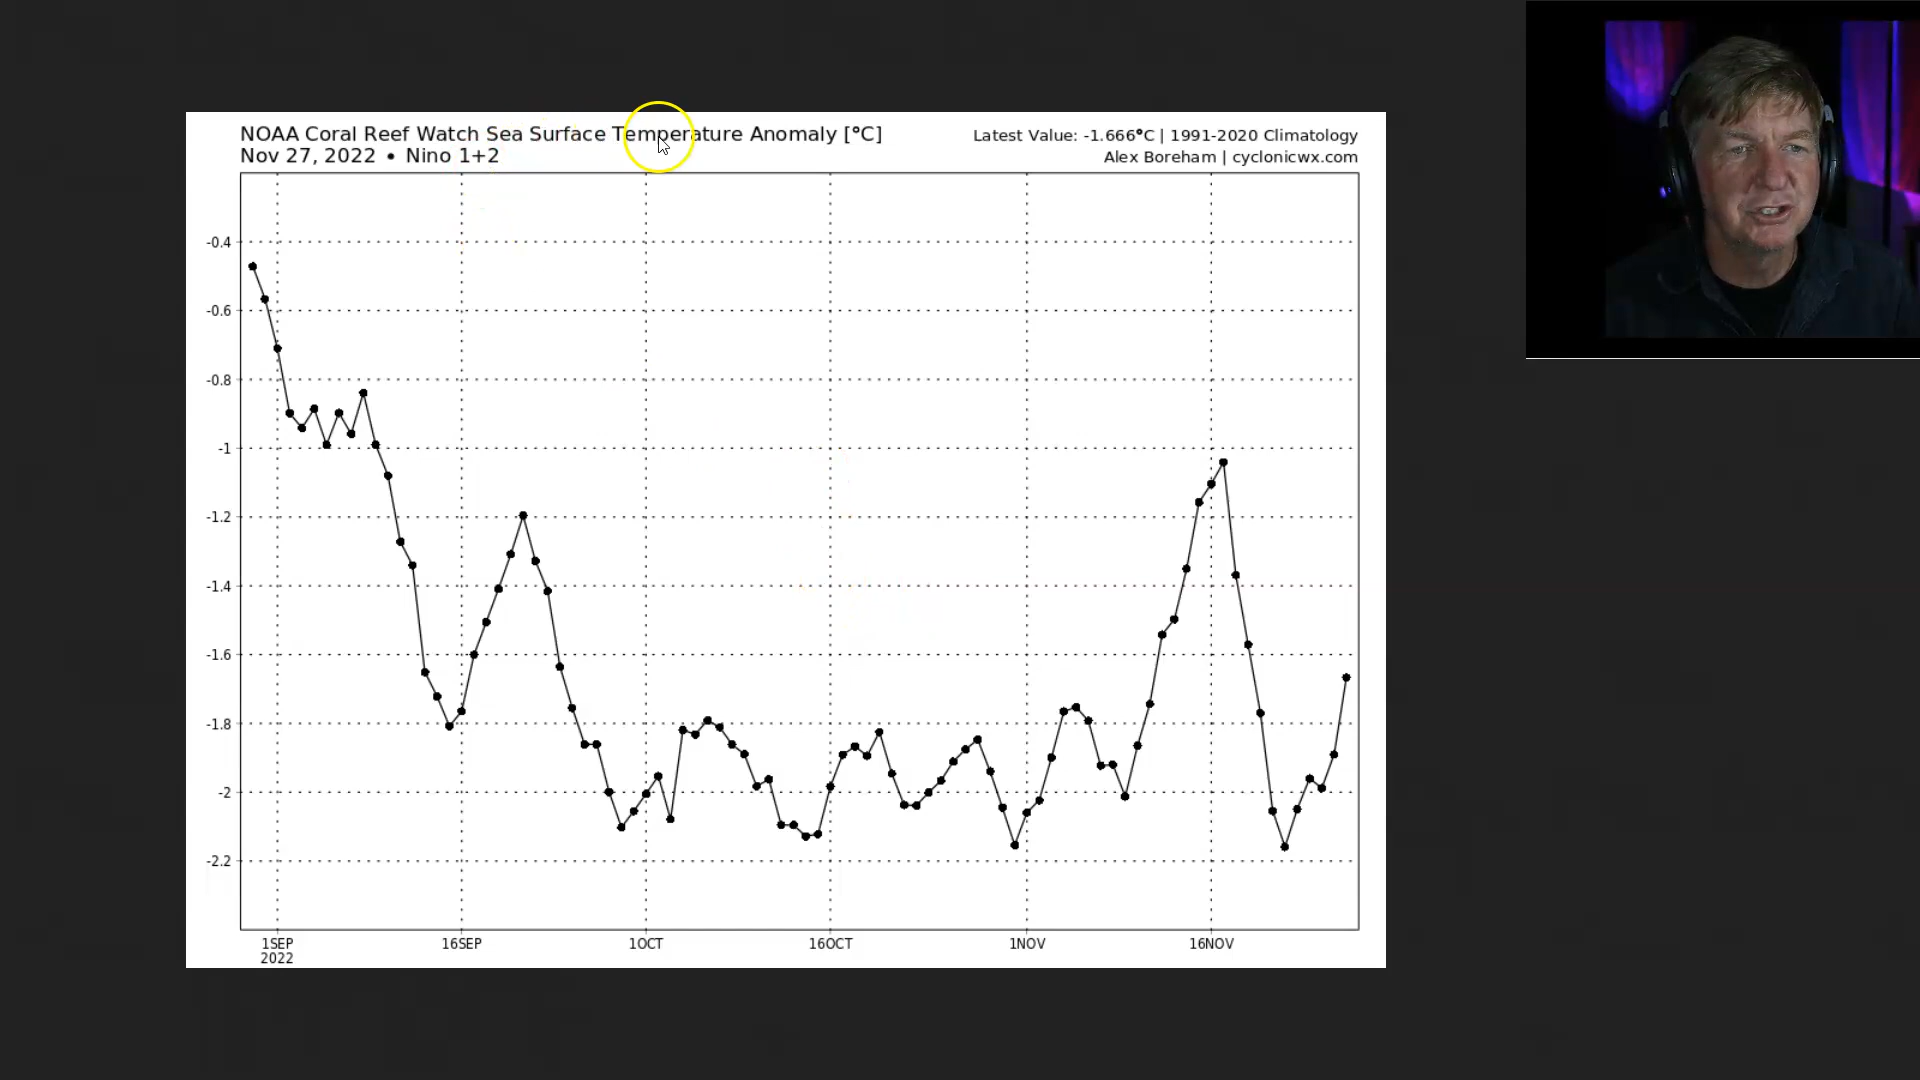 NOAA Coral Reef Watch Sea Surface Temperature Anomaly [°C]
Nov 27, 2022 • Nino 1+2
Latest Value: -1.666°C | 1991-2020 Climatology
Alex Boreham | cyclonicwx.com
-0.4
-0.6
-0.8
-1
-1.2
-1.4
-1.6
-1.8
-2
-2.2
1SEP 16SEP 1OCT 16OCT 1NOV 16NOV
2022